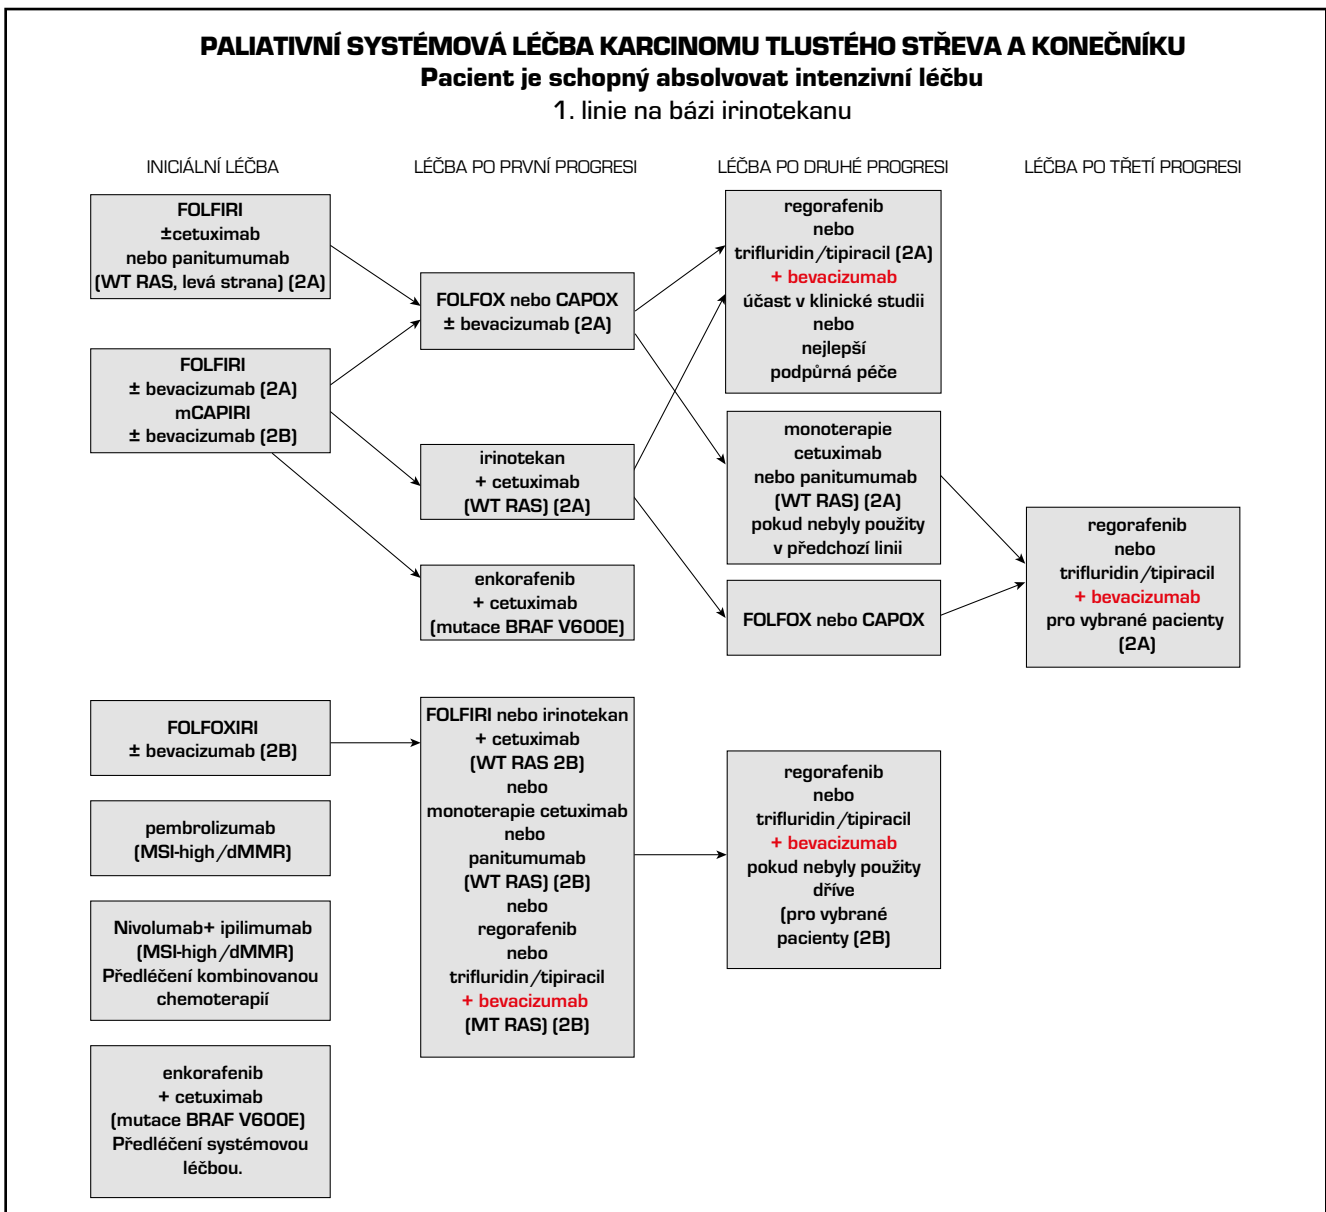 PALIATIVNÍ SYSTÉMOVÁ LÉČBA KARCINOMU TLUSTÉHO STŘEVA A KONEČNÍKU
Pacient je schopný absolvovat intenzivní léčbu
1. linie na bázi irinotekanu
INICIÁLNÍ LÉČBA
LÉČBA PO PRVNÍ PROGRESI
LÉČBA PO DRUHÉ PROGRESI
LÉČBA PO TŘETÍ PROGRESI
FOLFIRI
±cetuximab
nebo panitumumab
(WT RAS, levá strana) (2A)
FOLFIRI
± bevacizumab (2A)
mCAPIRI
± bevacizumab (2B)
FOLFOX nebo CAPOX
± bevacizumab (2A)
irinotekan
+ cetuximab
(WT RAS) (2A)
enkorafenib
+ cetuximab
(mutace BRAF V600E)
regorafenib
nebo
trifluridin/tipiracil (2A)
+ bevacizumab
účast v klinické studii
nebo
nejlepší
podpůrná péče
monoterapie
cetuximab
nebo panitumumab
(WT RAS) (2A)
pokud nebyly použity
v předchozí linii
FOLFOX nebo CAPOX
regorafenib
nebo
trifluridin/tipiracil
+ bevacizumab
pro vybrané pacienty
(2A)
FOLFOXIRI
± bevacizumab (2B)
pembrolizumab
(MSI-high/dMMR)
Nivolumab+ ipilimumab
(MSI-high/dMMR)
Předléčení kombinovanou
chemoterapií
enkorafenib
+ cetuximab
(mutace BRAF V600E)
Předléčení systémovou
léčbou.
FOLFIRI nebo irinotekan
+ cetuximab
(WT RAS 2B)
nebo
monoterapie cetuximab
nebo
panitumumab
(WT RAS) (2B)
nebo
regorafenib
nebo
trifluridin/tipiracil
+ bevacizumab
(MT RAS) (2B)
regorafenib
nebo
trifluridin/tipiracil
+ bevacizumab
pokud nebyly použity
dříve
(pro vybrané
pacienty (2B)